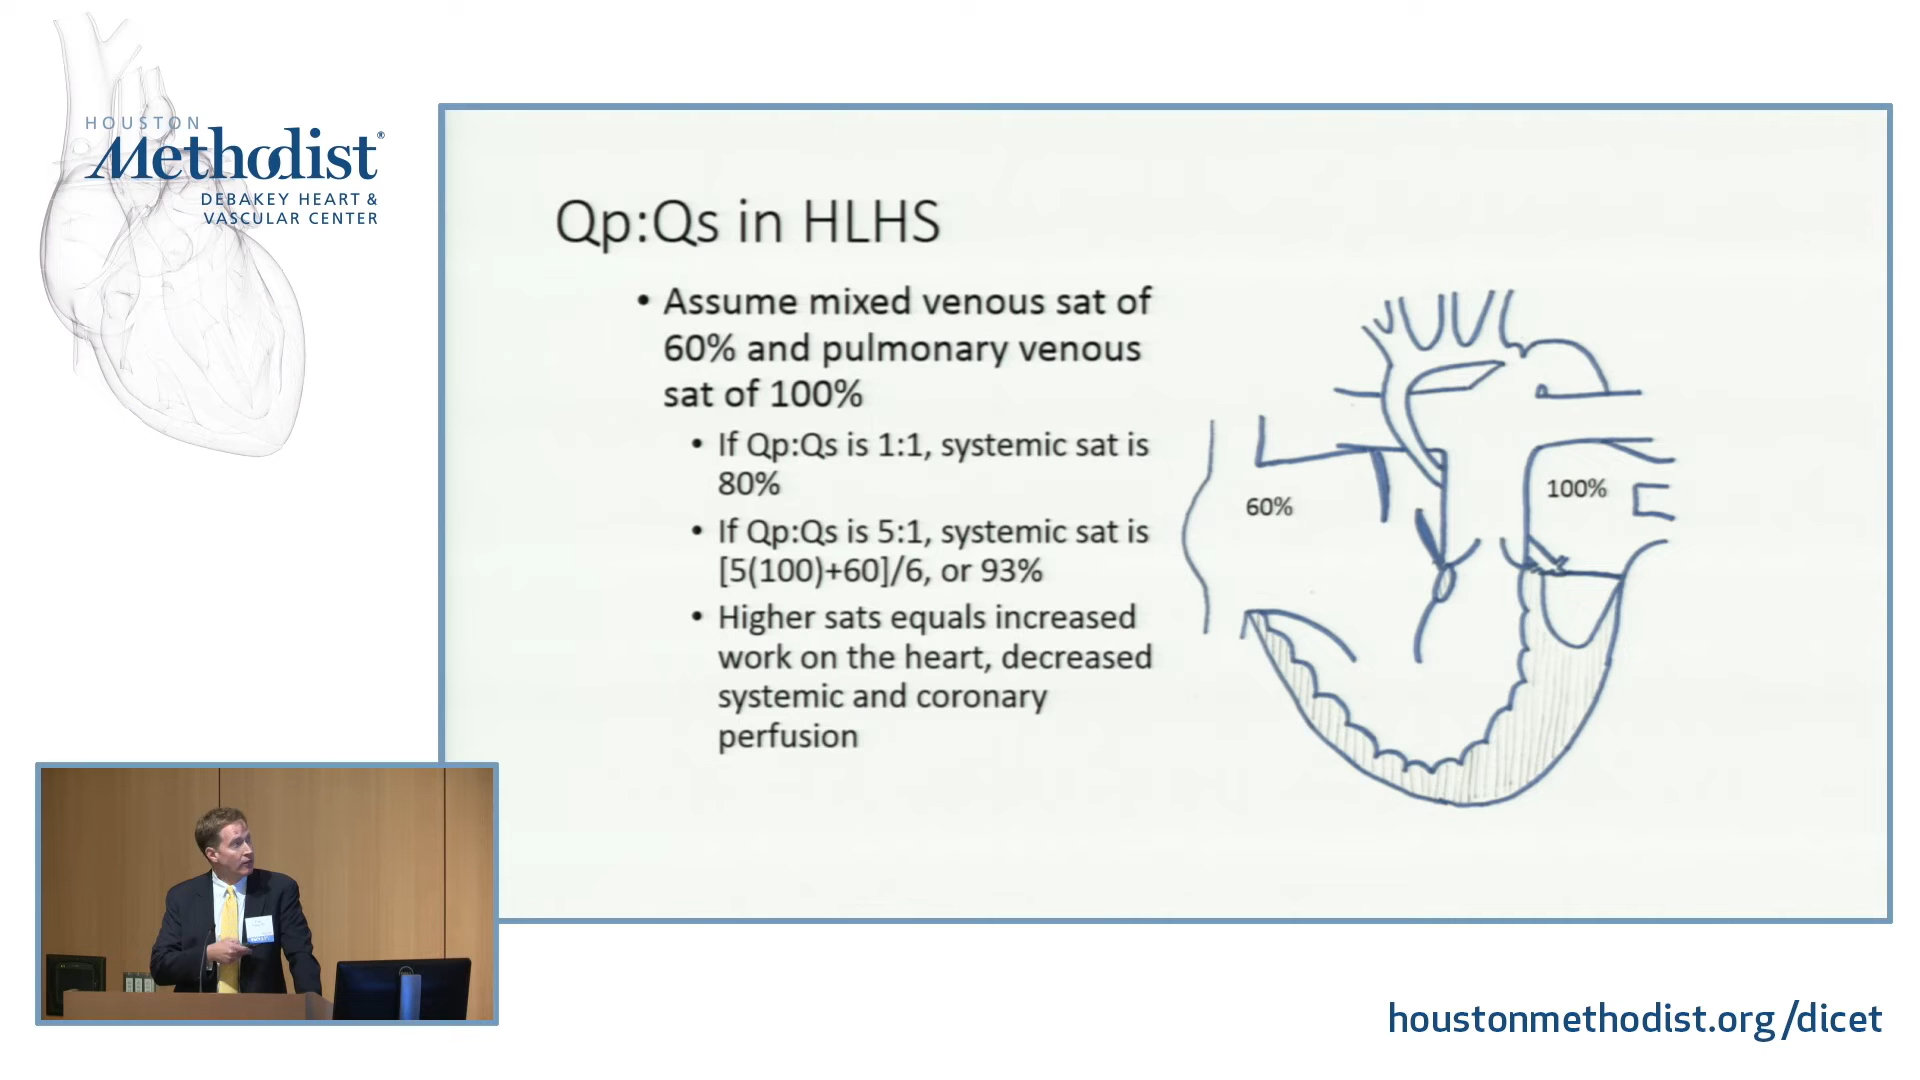 HOUSTON
Methodist®
DEBAKEY HEART &
VASCULAR CENTER
Qp:Qs in HLHS
• Assume mixed venous sat of
60% and pulmonary venous
sat of 100%
• If Qp:Qs is 1:1, systemic sat is
80%
• If Qp:Qs is 5:1, systemic sat is
[5(100)+60]/6, or 93%
• Higher sats equals increased
work on the heart, decreased
systemic and coronary
perfusion
60%
100%
houstonmethodist.org/dicet